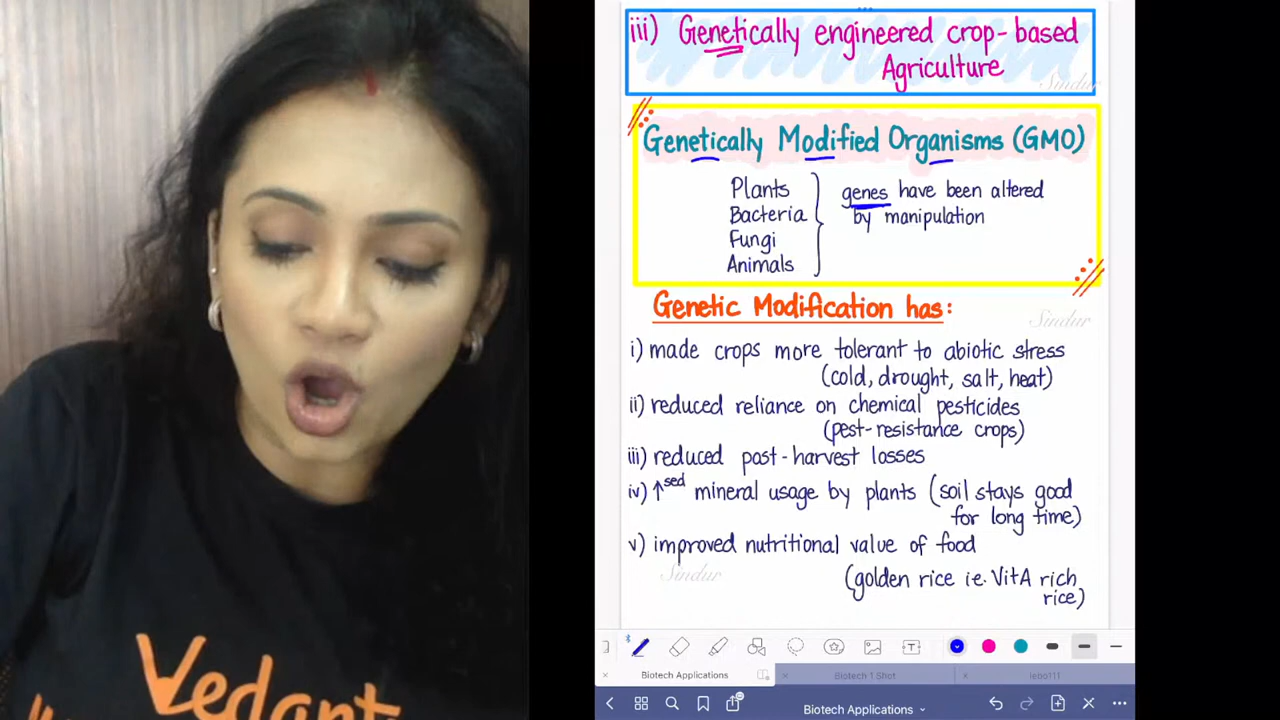 iii) Genetically engineered crop-based
Agriculture
Sindur
Genetically Modified Organisms (GMO)
Plants
Bacteria
Fungi
Animals
genes have been altered
by manipulation
Genetic Modification has:
Sindur
i) made crops more tolerant to abiotic stress
(cold, drought, salt, heat)
ii) reduced reliance on chemical pesticides
(pest-resistance crops)
iii) reduced post-harvest losses
iv) ↑sed mineral usage by plants (soil stays good
for long time)
v) improved nutritional value of food
Sindur
(golden rice i.e. Vit A rich
rice)
Vedant
Biotech Applications
Biotech 1 Shot
Biotech Applications